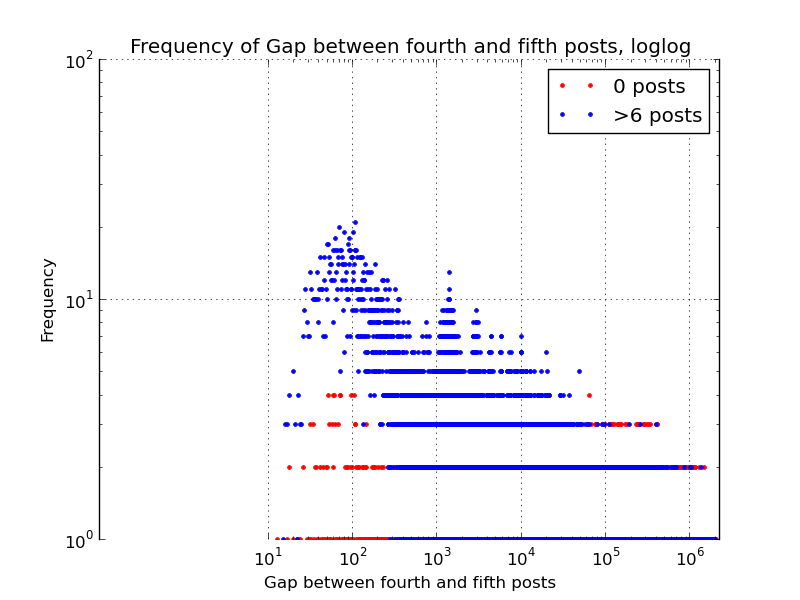 Frequency of Gap between fourth and fifth posts, loglog
10^2
0 posts
>6 posts
Frequency
10^1
10^0
10^1 10^2 10^3 10^4 10^5 10^6
Gap between fourth and fifth posts